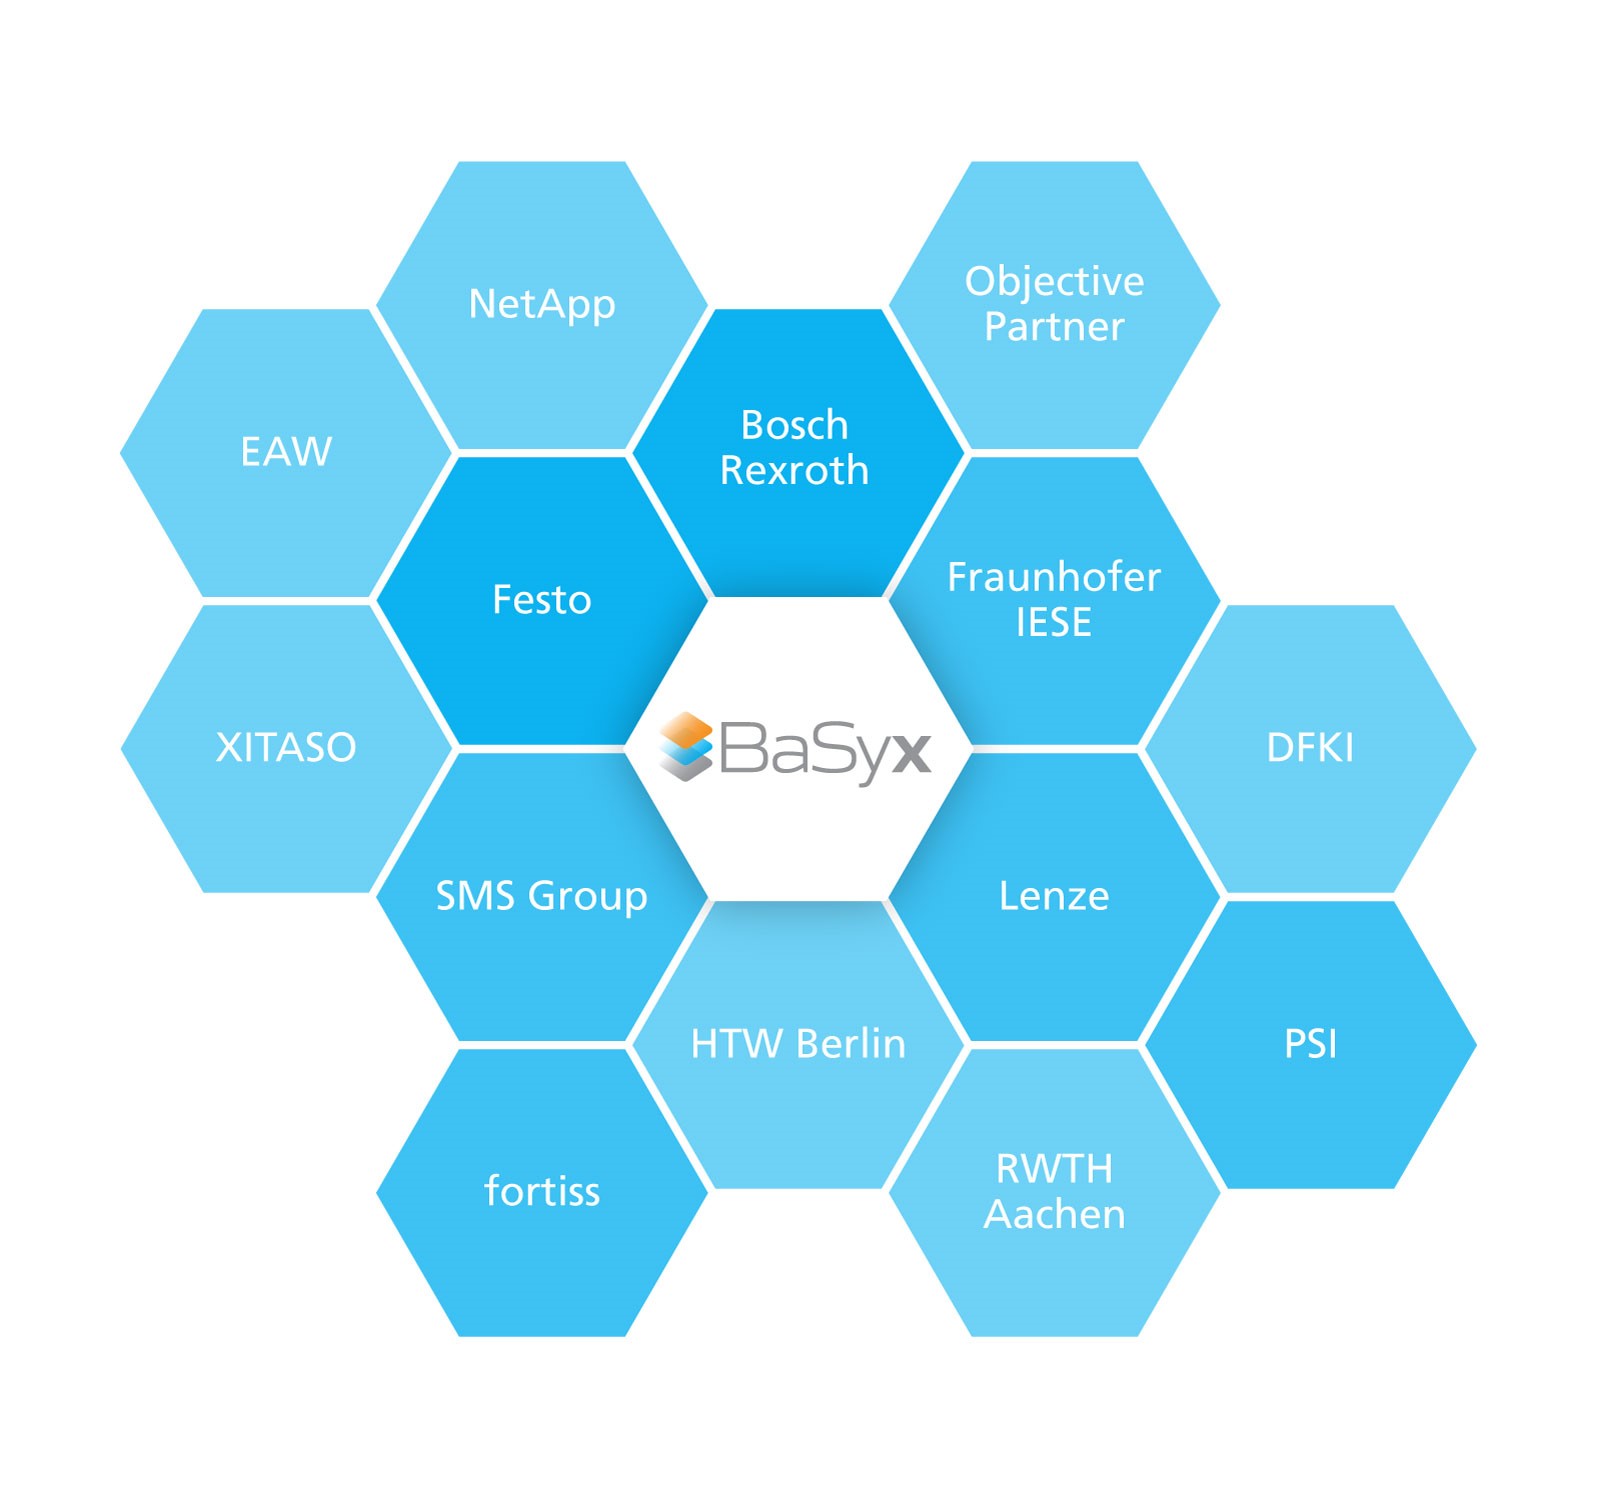 NetApp
Objective
Partner
EAW
Bosch
Rexroth
Festo
Fraunhofer
IESE
XITASO
BaSyx
DFKI
SMS Group
Lenze
HTW Berlin
PSI
fortiss
RWTH
Aachen